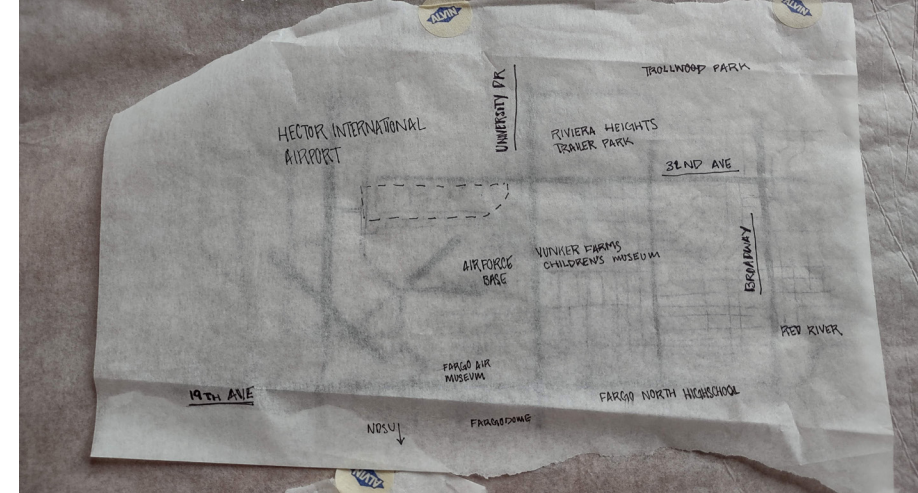 ALVIN
ALVIN
TROLLWOOD PARK
UNIVERSITY DR
HECTOR INTERNATIONAL
AIRPORT
RIVIERA HEIGHTS
TRAILER PARK
32ND AVE
BROADWAY
AIRFORCE
BASE
YUNKER FARMS
CHILDREN'S MUSEUM
RED RIVER
FARGO AIR
MUSEUM
19TH AVE
FARGO NORTH HIGHSCHOOL
NDSU
FARGODOME
ALVIN